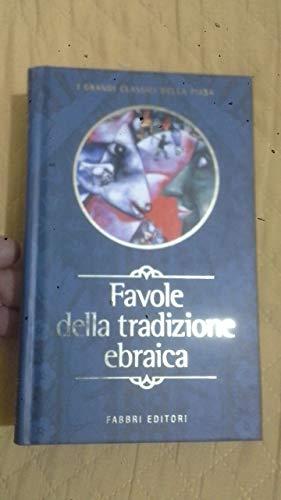 I GRANDI CLASSICI DELLA FIABA
Favole
della tradizione
ebraica
FABBRI EDITORI